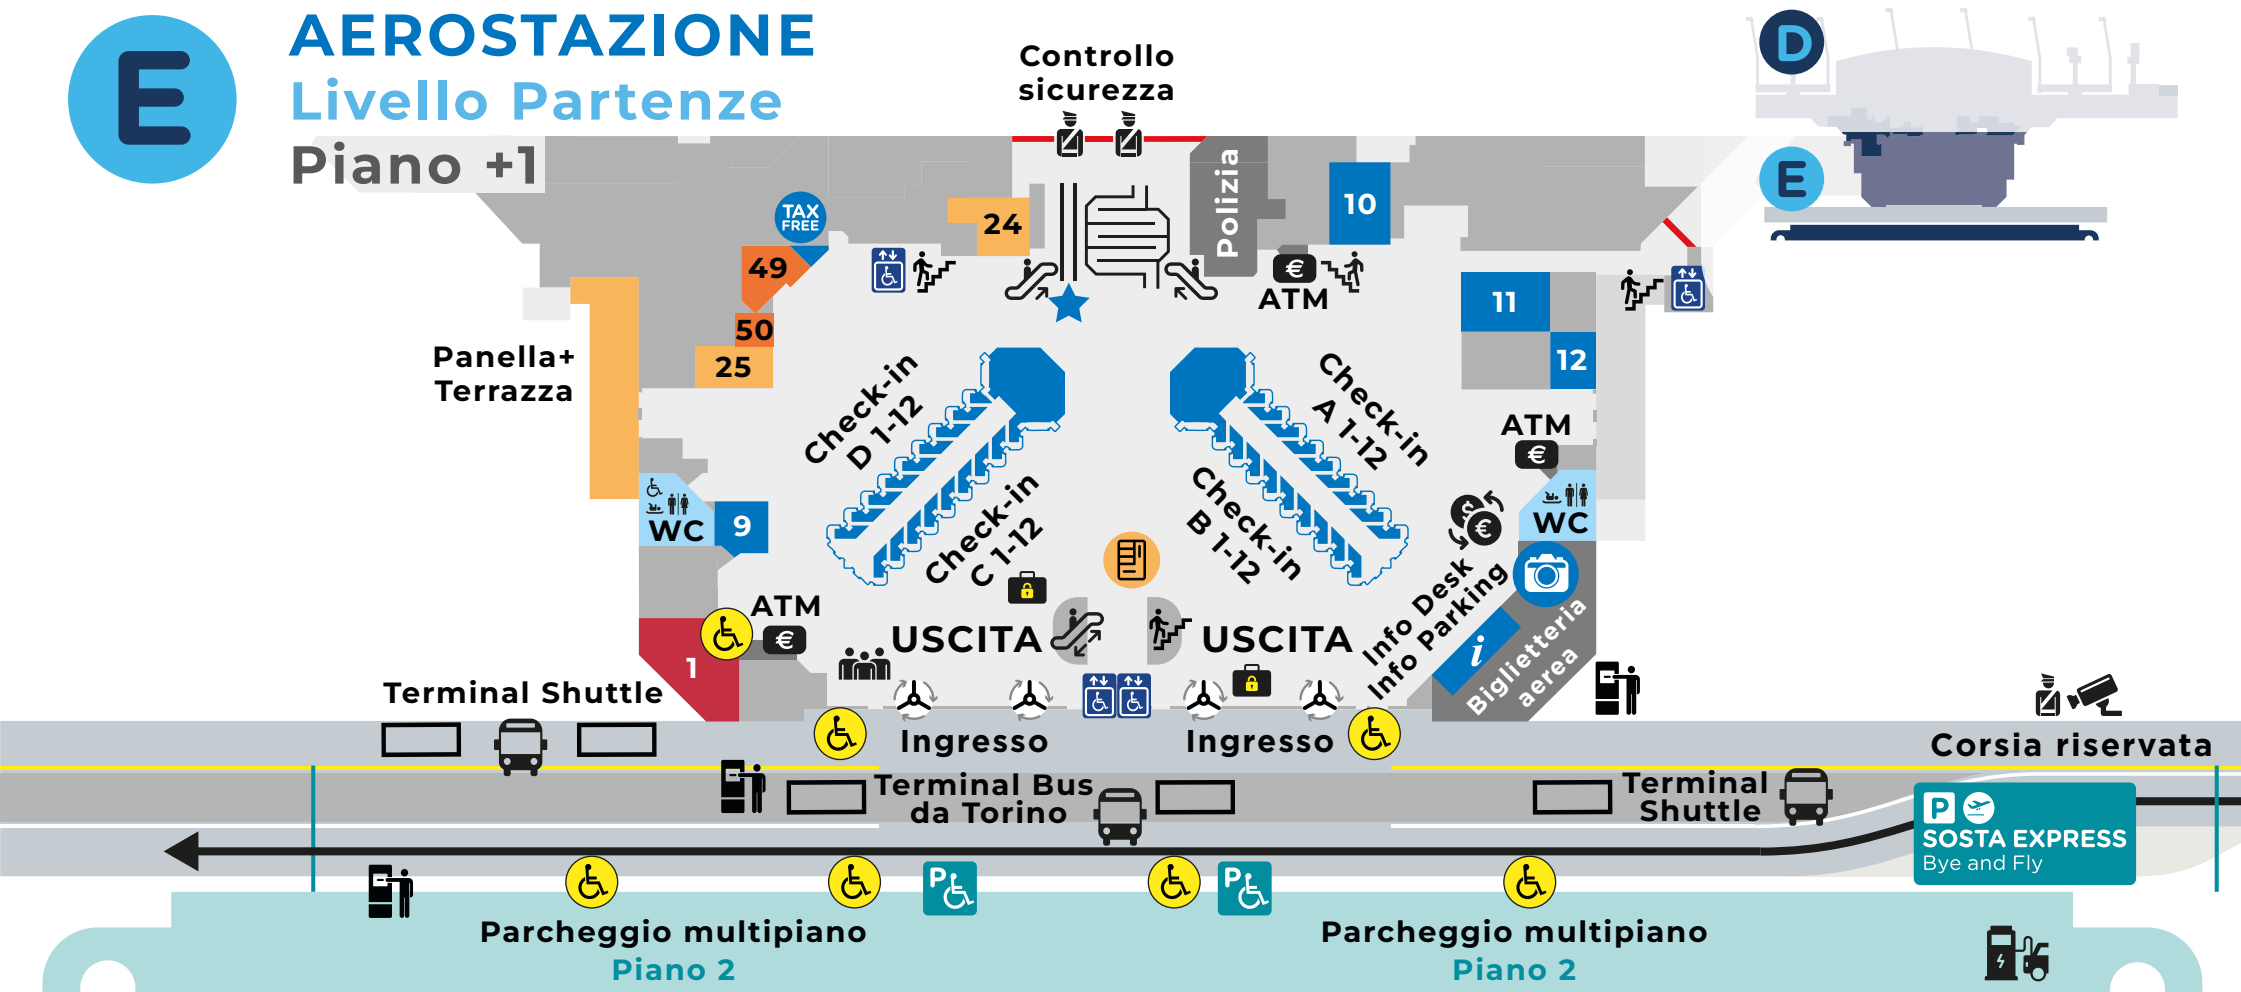 E
AEROSTAZIONE
Livello Partenze
Piano +1
Controllo
sicurezza
D
E
TAX
FREE
24
Polizia
10
49
50
25
ATM
€
11
12
Panella+
Terrazza
Check-in
D 1-12
Check-in
C 1-12
Check-in
A 1-12
Check-in
B 1-12
ATM
€
WC
9
$
€
WC
ATM
€
1
USCITA
USCITA
Info Desk
Info Parking
i
Biglietteria
aerea
Terminal Shuttle
Ingresso
Ingresso
Corsia riservata
Terminal Bus
da Torino
Terminal
Shuttle
P
SOSTA EXPRESS
Bye and Fly
P
P
Parcheggio multipiano
Piano 2
Parcheggio multipiano
Piano 2